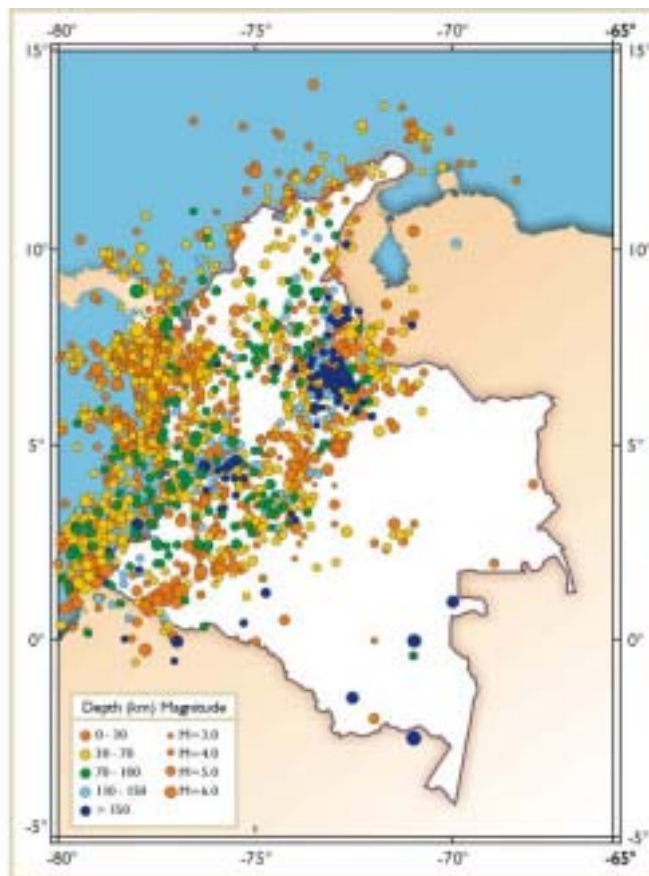 -80° -75° -70° -65°
15° 15°
10° 10°
5° 5°
0° 0°
Depth (km) Magnitude
0 - 30 M=3.0
30 - 70 M=4.0
70 - 100 M=5.0
110 - 150 M=6.0
> 150
-5° -5°
-80° -75° -70° -65°